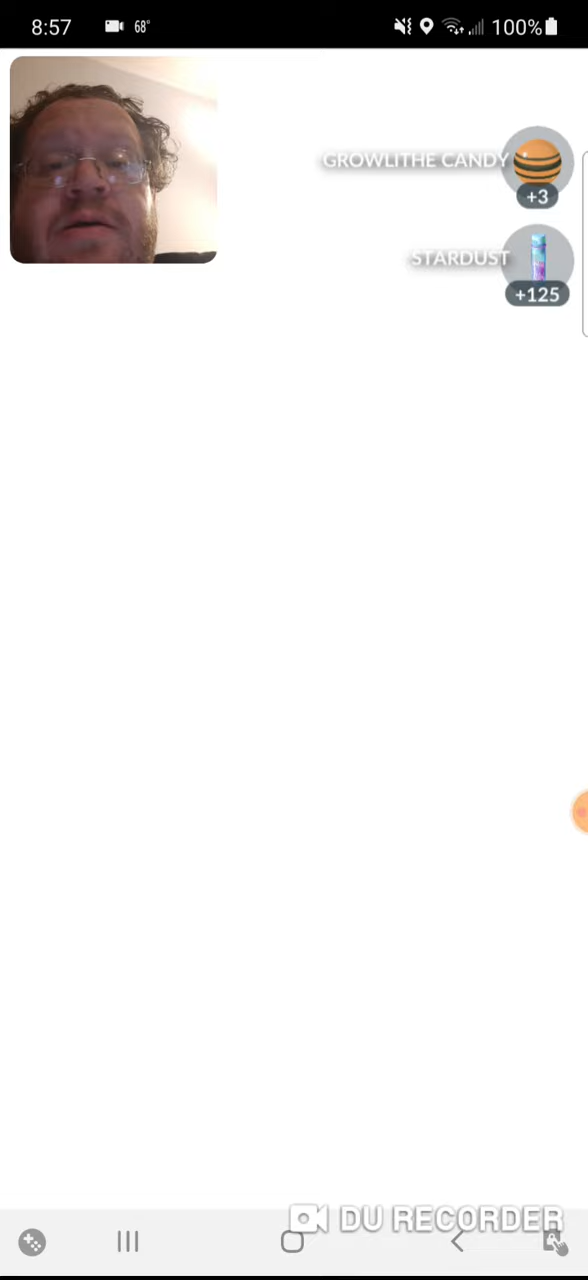 8:57 68° 100%
GROWLITHE CANDY
+3
STARDUST
+125
DU RECORDER